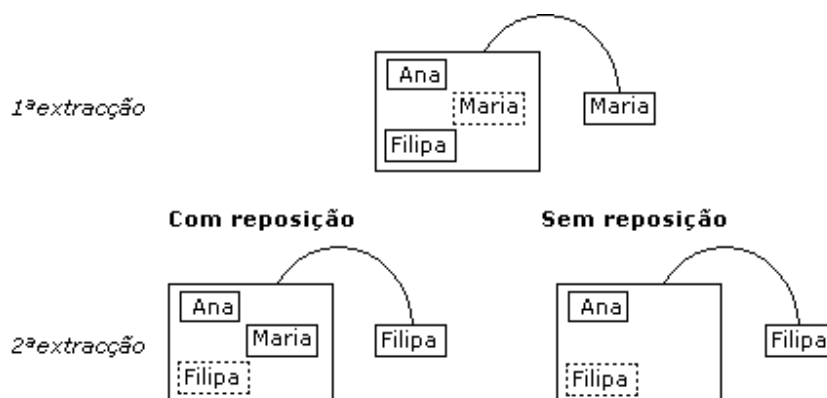 Ana
1ªextracção Maria Maria
Filipa
Com reposição Sem reposição
Ana Ana
2ªextracção Maria Filipa Filipa
Filipa Filipa